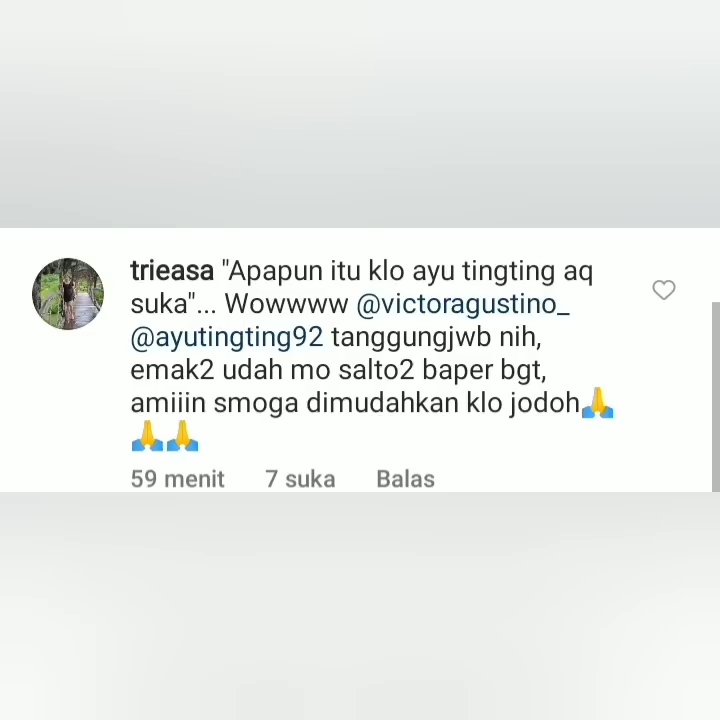 trieasa "Apapun itu klo ayu tingting aq
suka"... Wowwww @victoragustino_
@ayutingting92 tanggungjwb nih,
emak2 udah mo salto2 baper bgt,
amiiin smoga dimudahkan klo jodoh🙏
🙏🙏
59 menit 7 suka Balas